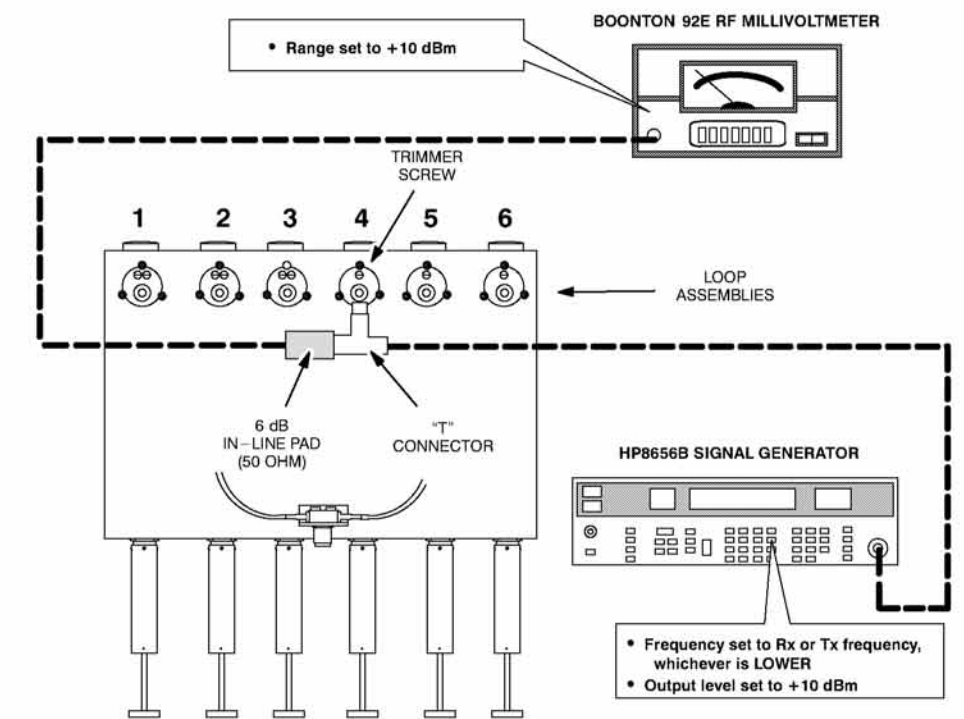 BOONTON 92E RF MILLIVOLTMETER
• Range set to +10 dBm
TRIMMER
SCREW
1 2 3 4 5 6
LOOP
ASSEMBLIES
6 dB
IN–LINE PAD
(50 OHM)
“T”
CONNECTOR
HP8656B SIGNAL GENERATOR
• Frequency set to Rx or Tx frequency,
whichever is LOWER
• Output level set to +10 dBm